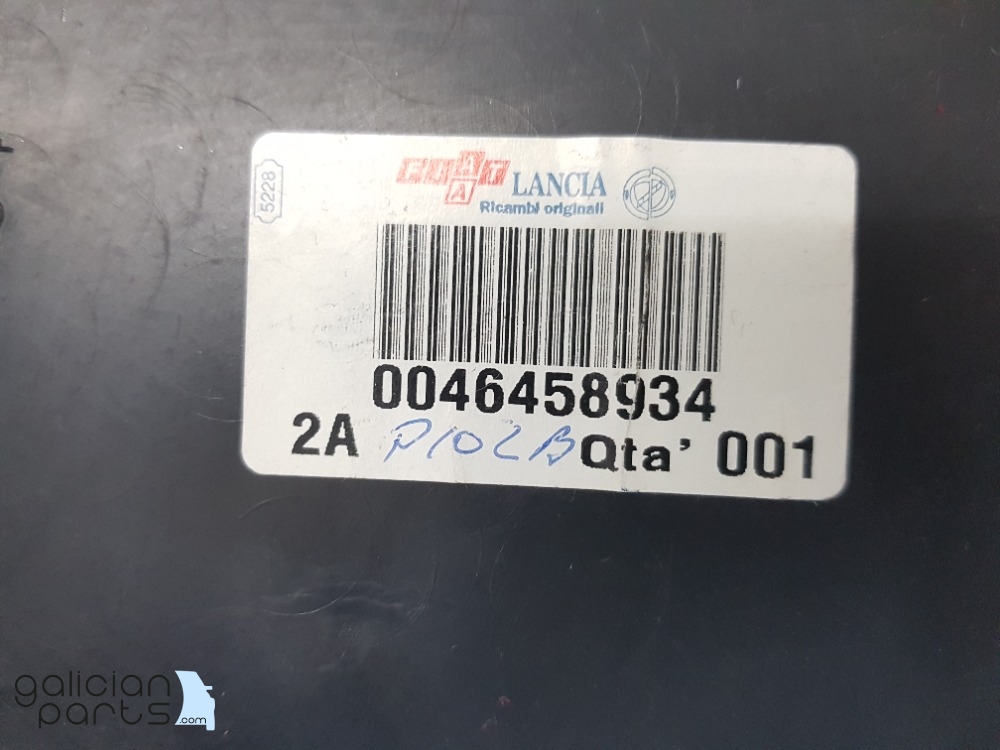 5228
FIAT
LANCIA
Ricambi originali
0046458934
2A P10LB Qta' 001
galician
parts.com